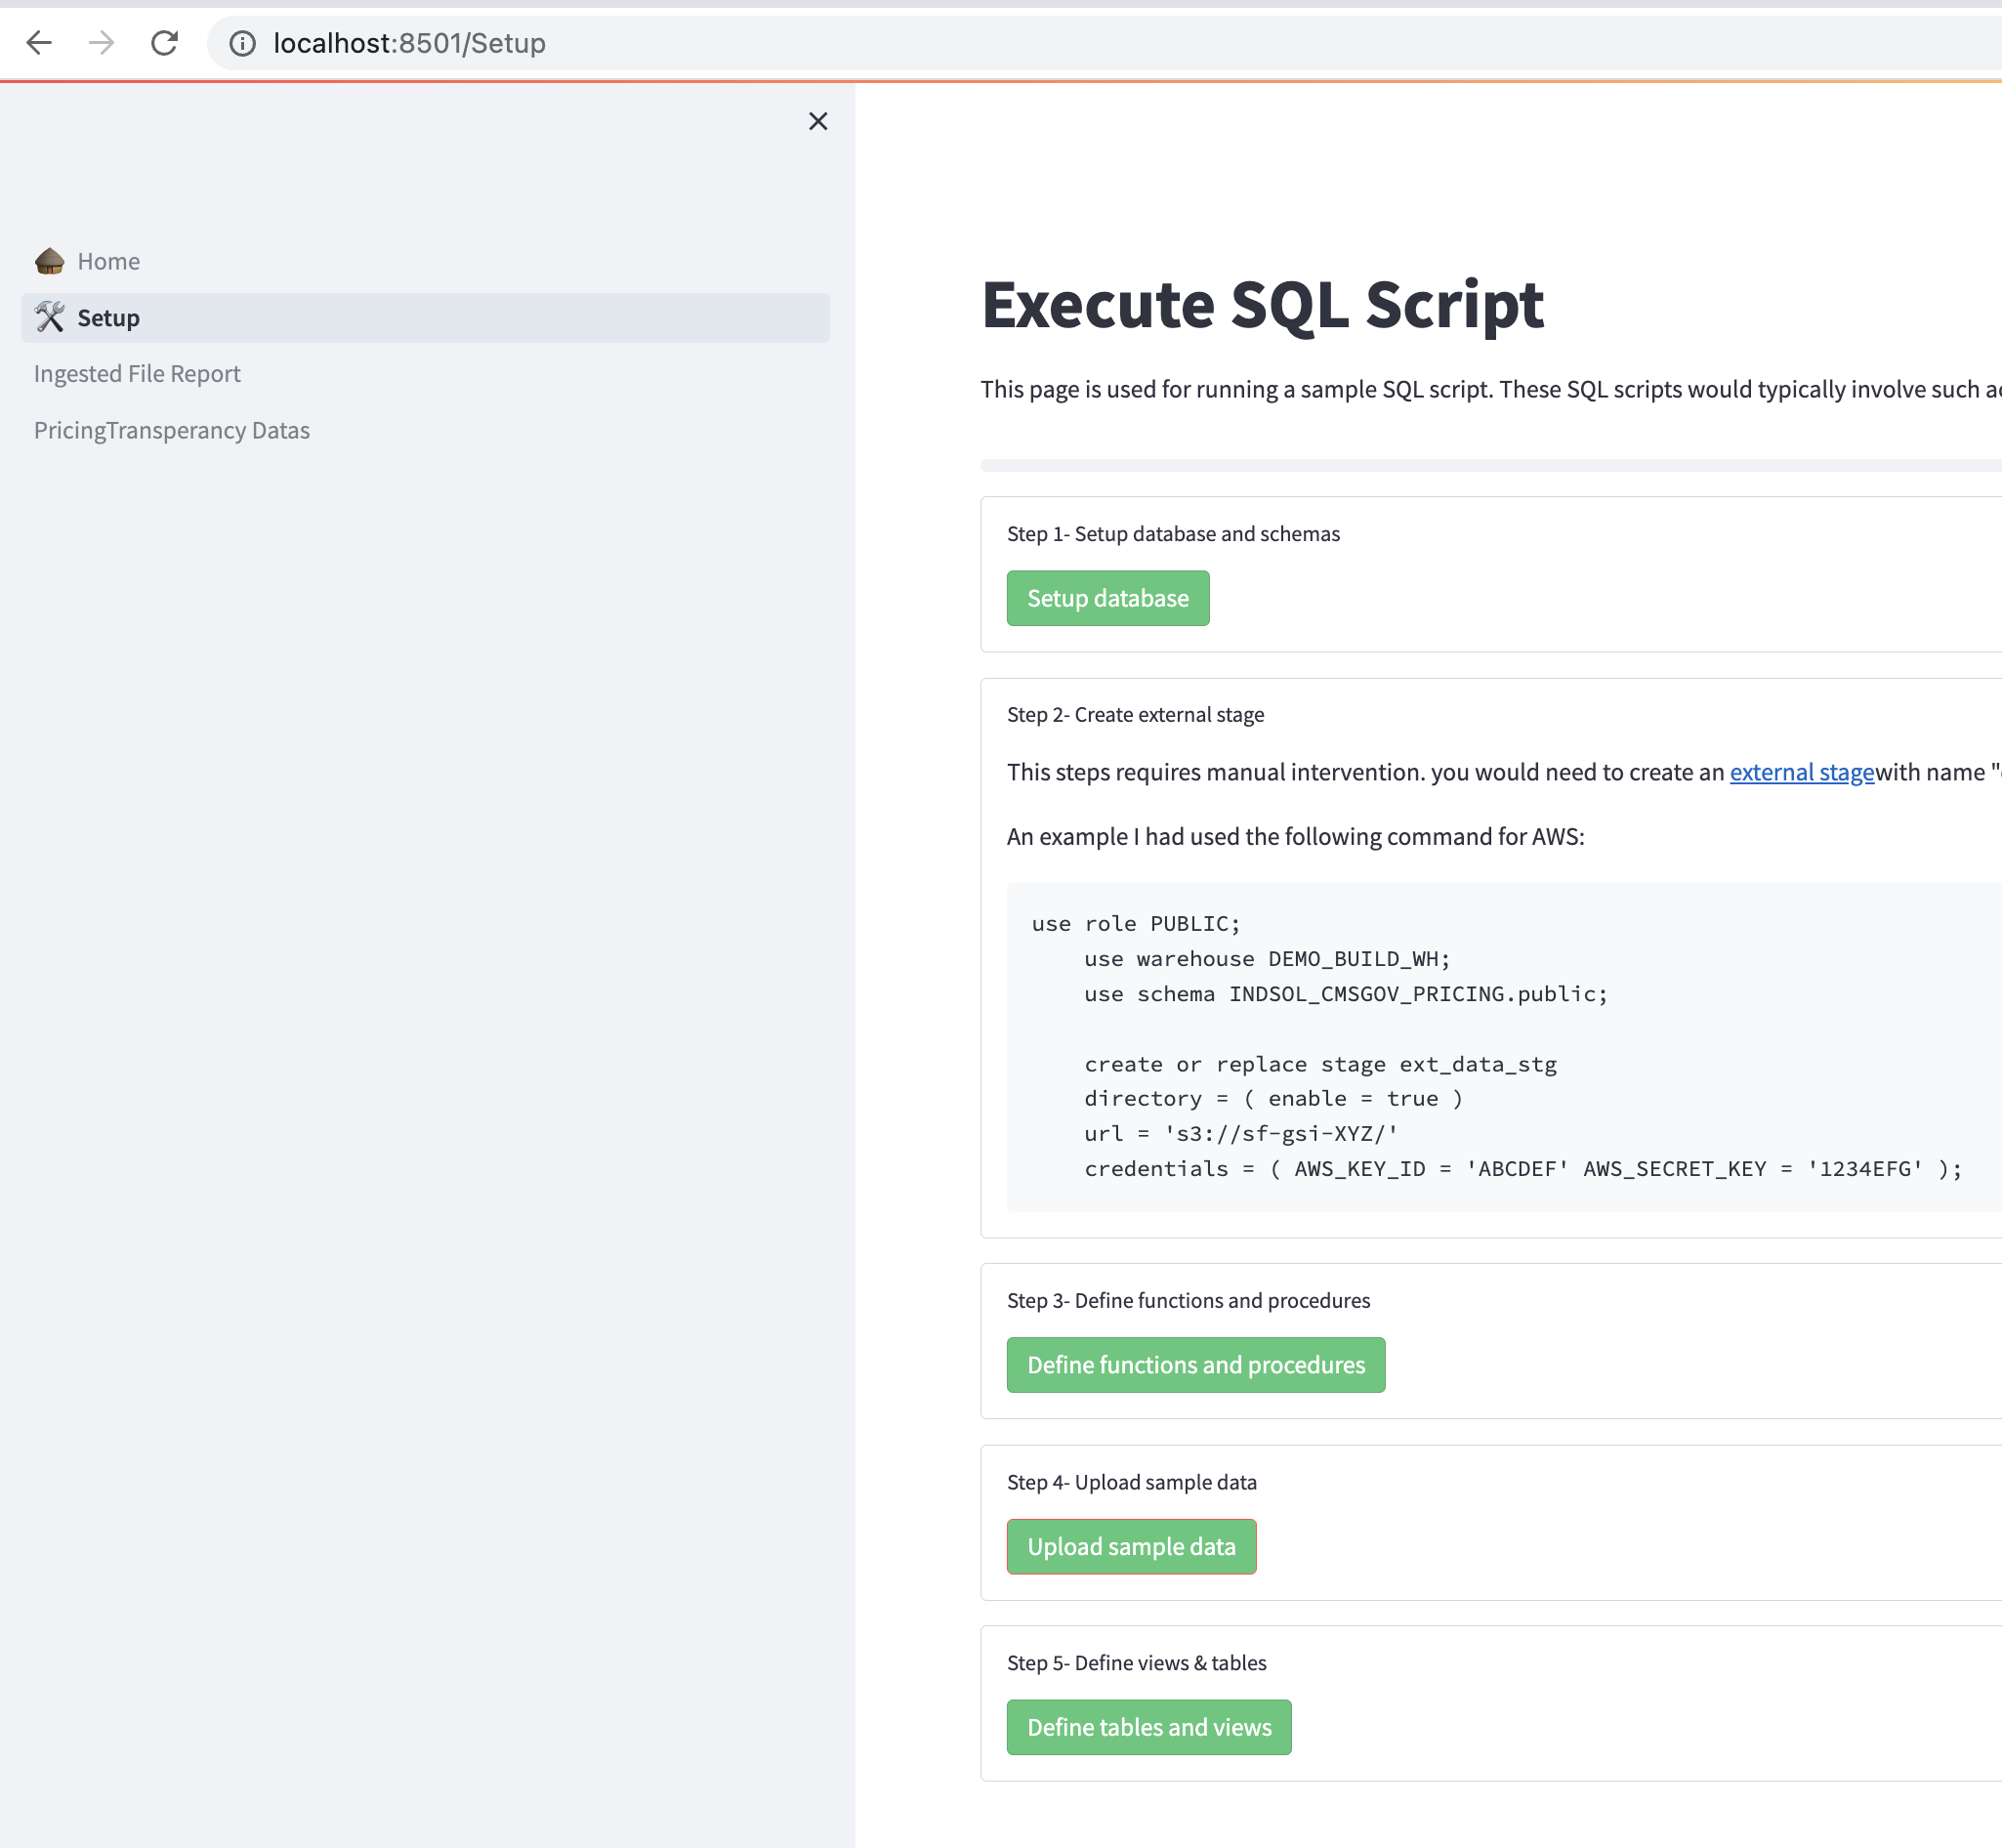 localhost:8501/Setup
Home
Setup
Ingested File Report
PricingTransperancy Datas
Execute SQL Script
This page is used for running a sample SQL script. These SQL scripts would typically involve such
Step 1- Setup database and schemas
Setup database
Step 2- Create external stage
This steps requires manual intervention. you would need to create an external stagewith name "
An example I had used the following command for AWS:
use role PUBLIC;
use warehouse DEMO_BUILD_WH;
use schema INDSOL_CMSGOV_PRICING.public;
create or replace stage ext_data_stg
directory = ( enable = true )
url = 's3://sf-gsi-XYZ/'
credentials = ( AWS_KEY_ID = 'ABCDEF' AWS_SECRET_KEY = '1234EFG' );
Step 3- Define functions and procedures
Define functions and procedures
Step 4- Upload sample data
Upload sample data
Step 5- Define views & tables
Define tables and views